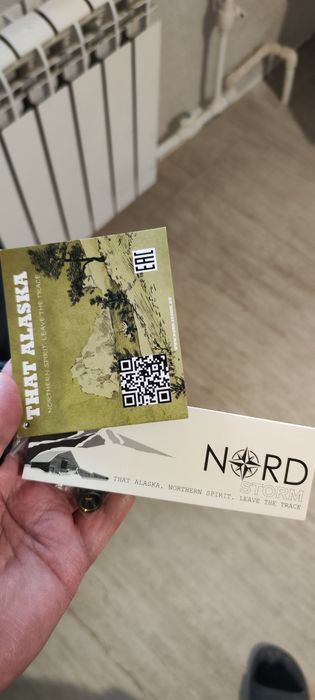 THAT ALASKA
NORTHERN SPIRIT. LEAVE THE TRACE
EAC
NORD
STORM
THAT ALASKA. NORTHERN SPIRIT. LEAVE THE TRACE